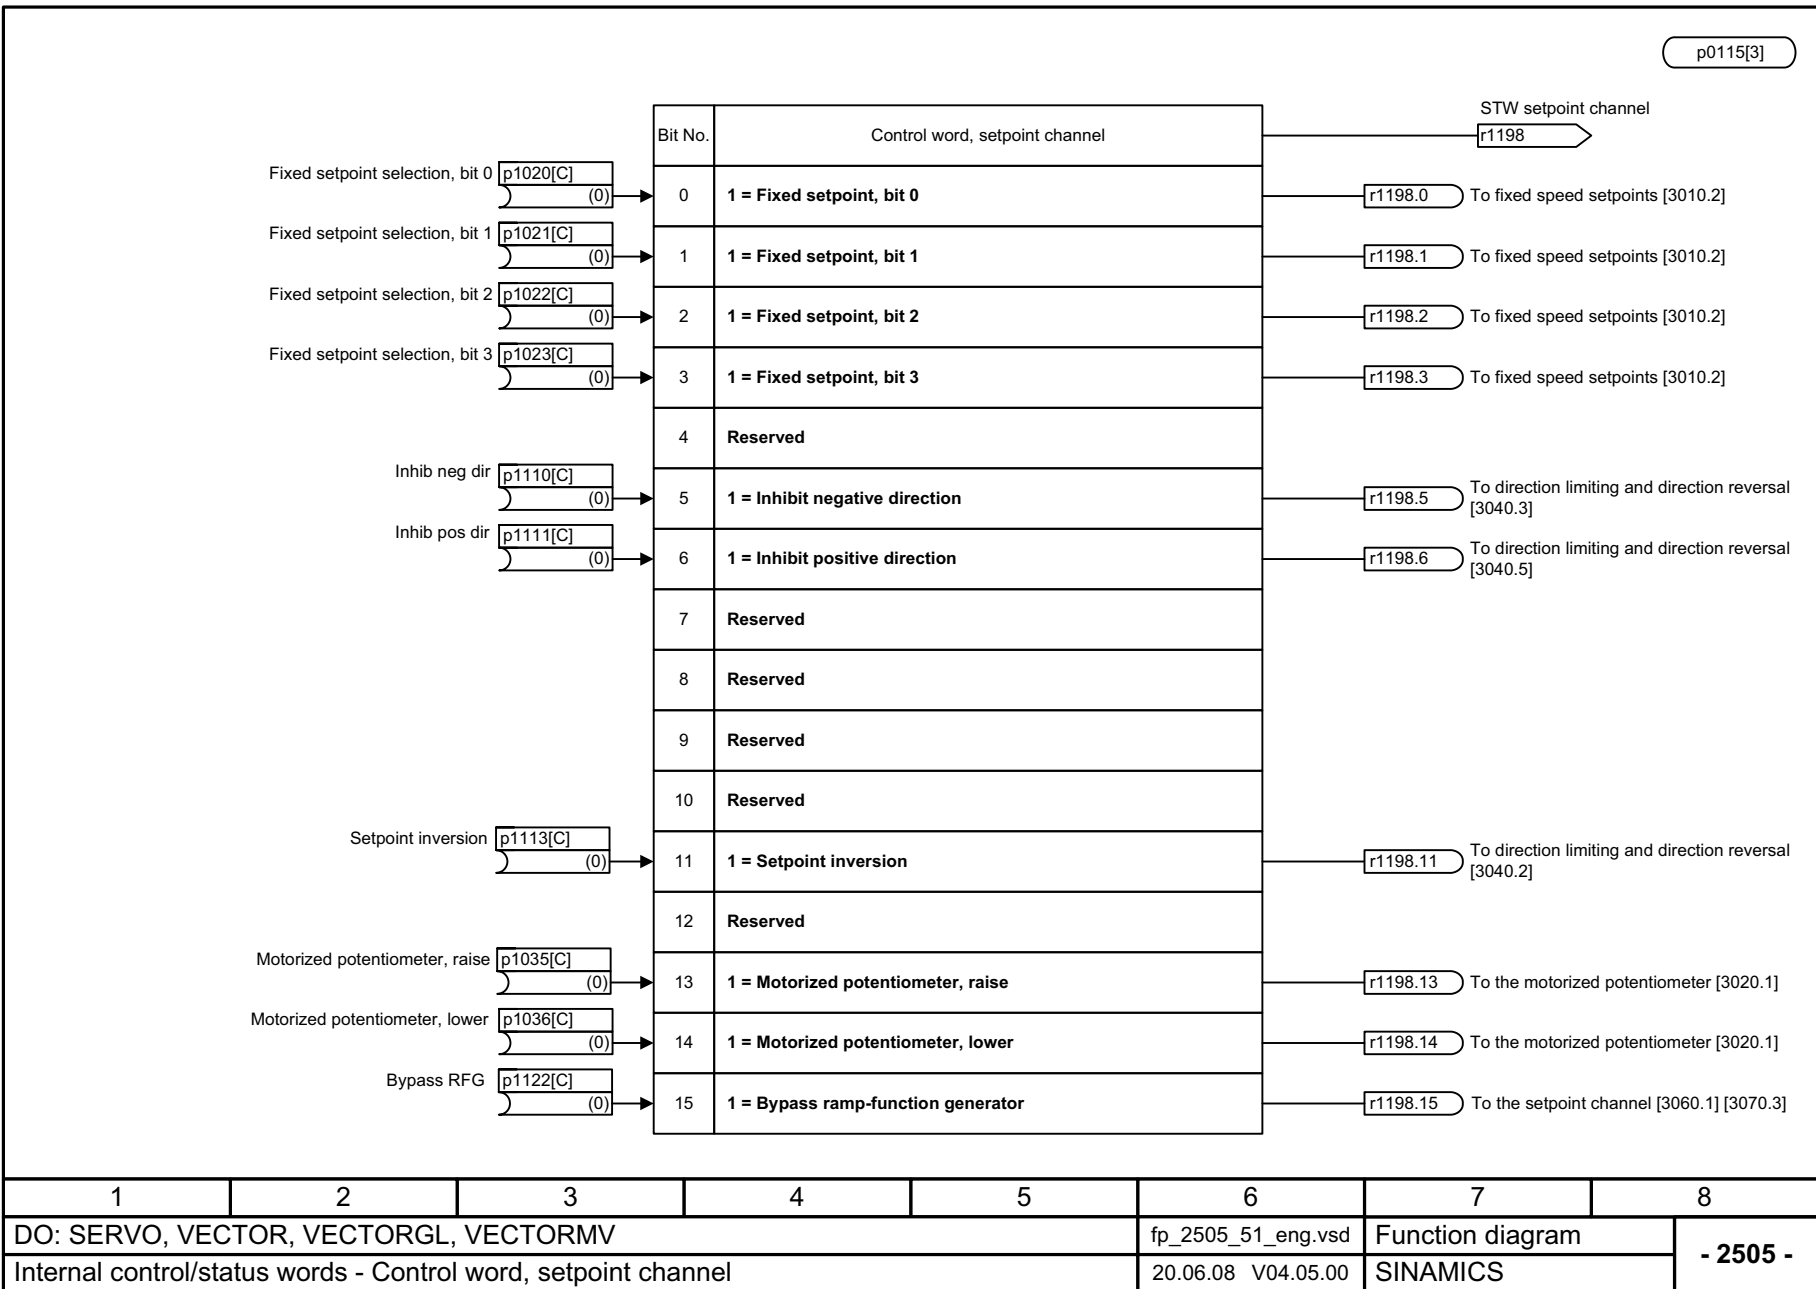 p0115[3]
STW setpoint channel
Bit No. Control word, setpoint channel r1198
Fixed setpoint selection, bit 0 p1020[C]
(0) 0 1 = Fixed setpoint, bit 0 r1198.0 To fixed speed setpoints [3010.2]
Fixed setpoint selection, bit 1 p1021[C]
(0) 1 1 = Fixed setpoint, bit 1 r1198.1 To fixed speed setpoints [3010.2]
Fixed setpoint selection, bit 2 p1022[C]
(0) 2 1 = Fixed setpoint, bit 2 r1198.2 To fixed speed setpoints [3010.2]
Fixed setpoint selection, bit 3 p1023[C]
(0) 3 1 = Fixed setpoint, bit 3 r1198.3 To fixed speed setpoints [3010.2]
4 Reserved
Inhib neg dir p1110[C]
(0) 5 1 = Inhibit negative direction r1198.5 To direction limiting and direction reversal
[3040.3]
Inhib pos dir p1111[C]
(0) 6 1 = Inhibit positive direction r1198.6 To direction limiting and direction reversal
[3040.5]
7 Reserved
8 Reserved
9 Reserved
10 Reserved
Setpoint inversion p1113[C]
(0) 11 1 = Setpoint inversion r1198.11 To direction limiting and direction reversal
[3040.2]
12 Reserved
Motorized potentiometer, raise p1035[C]
(0) 13 1 = Motorized potentiometer, raise r1198.13 To the motorized potentiometer [3020.1]
Motorized potentiometer, lower p1036[C]
(0) 14 1 = Motorized potentiometer, lower r1198.14 To the motorized potentiometer [3020.1]
Bypass RFG p1122[C]
(0) 15 1 = Bypass ramp-function generator r1198.15 To the setpoint channel [3060.1] [3070.3]
1 2 3 4 5 6 7 8
DO: SERVO, VECTOR, VECTORGL, VECTORMV fp_2505_51_eng.vsd Function diagram
- 2505 -
Internal control/status words - Control word, setpoint channel 20.06.08 V04.05.00 SINAMICS